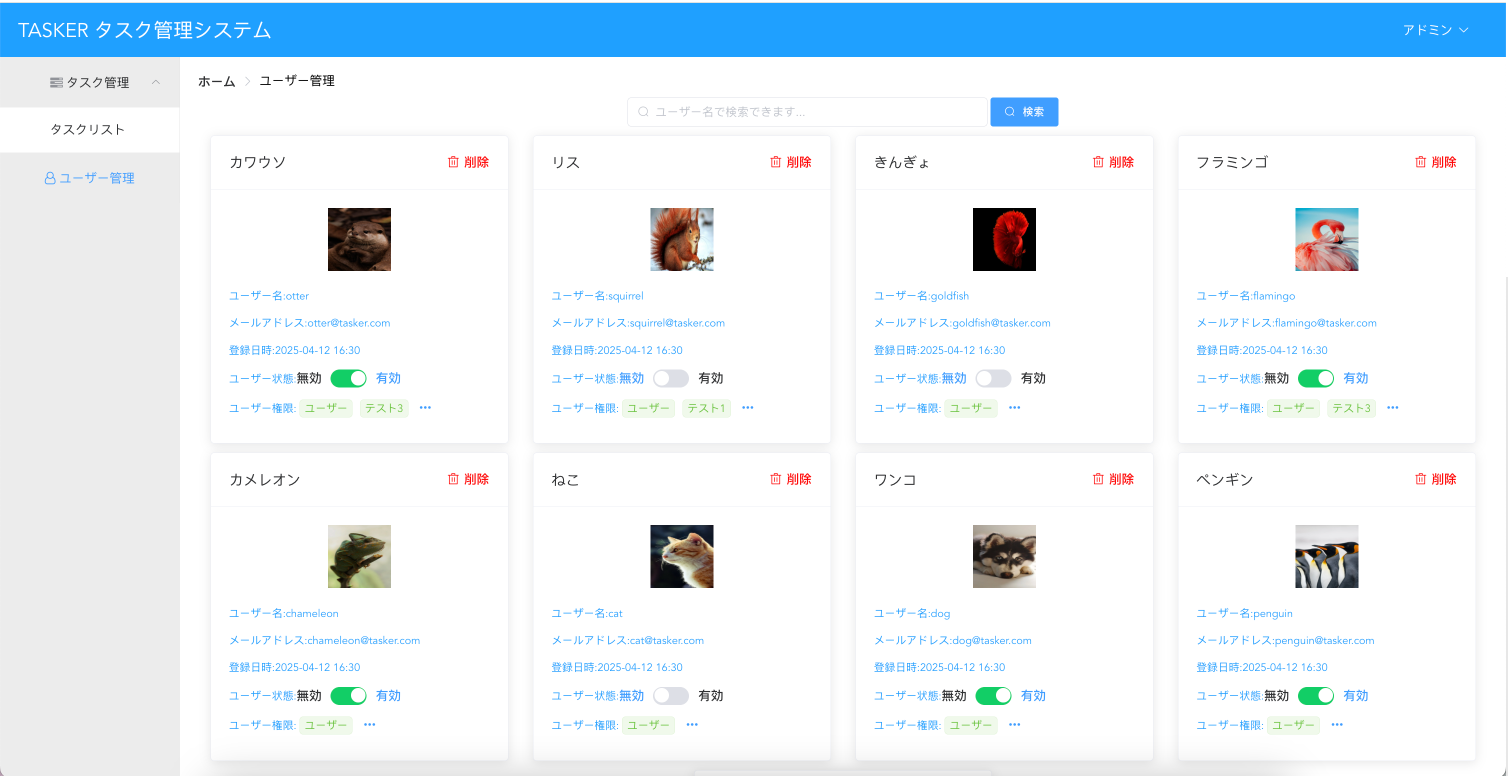 TASKER タスク管理システム
アドミン
タスク管理
タスクリスト
ユーザー管理
ホーム > ユーザー管理
ユーザー名で検索できます...
検索
カワウソ
削除
ユーザー名:otter
メールアドレス:otter@tasker.com
登録日時:2025-04-12 16:30
ユーザー状態:無効 有効
ユーザー権限: ユーザー テスト3 •••
リス
削除
ユーザー名:squirrel
メールアドレス:squirrel@tasker.com
登録日時:2025-04-12 16:30
ユーザー状態:無効 有効
ユーザー権限: ユーザー テスト1 •••
きんぎょ
削除
ユーザー名:goldfish
メールアドレス:goldfish@tasker.com
登録日時:2025-04-12 16:30
ユーザー状態:無効 有効
ユーザー権限: ユーザー •••
フラミンゴ
削除
ユーザー名:flamingo
メールアドレス:flamingo@tasker.com
登録日時:2025-04-12 16:30
ユーザー状態:無効 有効
ユーザー権限: ユーザー テスト3 •••
カメレオン
削除
ユーザー名:chameleon
メールアドレス:chameleon@tasker.com
登録日時:2025-04-12 16:30
ユーザー状態:無効 有効
ユーザー権限: ユーザー •••
ねこ
削除
ユーザー名:cat
メールアドレス:cat@tasker.com
登録日時:2025-04-12 16:30
ユーザー状態:無効 有効
ユーザー権限: ユーザー •••
ワンコ
削除
ユーザー名:dog
メールアドレス:dog@tasker.com
登録日時:2025-04-12 16:30
ユーザー状態:無効 有効
ユーザー権限: ユーザー •••
ペンギン
削除
ユーザー名:penguin
メールアドレス:penguin@tasker.com
登録日時:2025-04-12 16:30
ユーザー状態:無効 有効
ユーザー権限: ユーザー •••